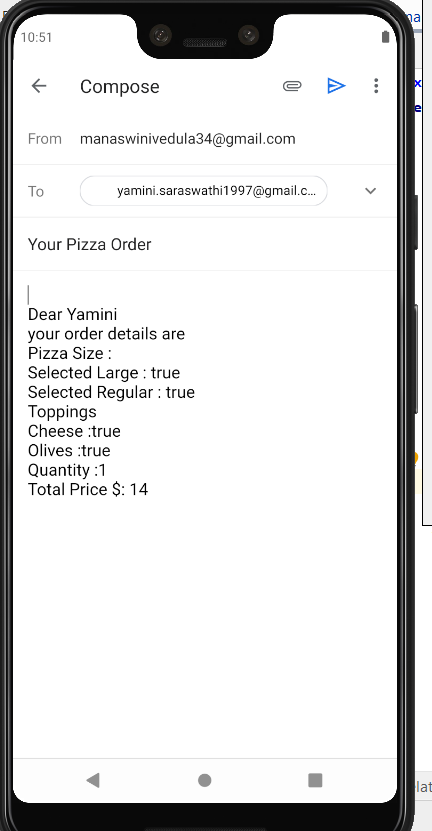 10:51
Compose
From manaswinivedula34@gmail.com
To yamini.saraswathi1997@gmail.c...
Your Pizza Order
Dear Yamini
your order details are
Pizza Size :
Selected Large : true
Selected Regular : true
Toppings
Cheese :true
Olives :true
Quantity :1
Total Price $: 14